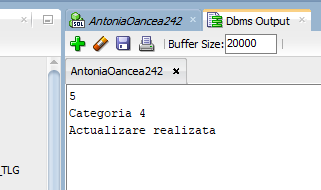 AntoniaOancea242
Dbms Output
Buffer Size: 20000
AntoniaOancea242
5
Categoria 4
Actualizare realizata
_TLG